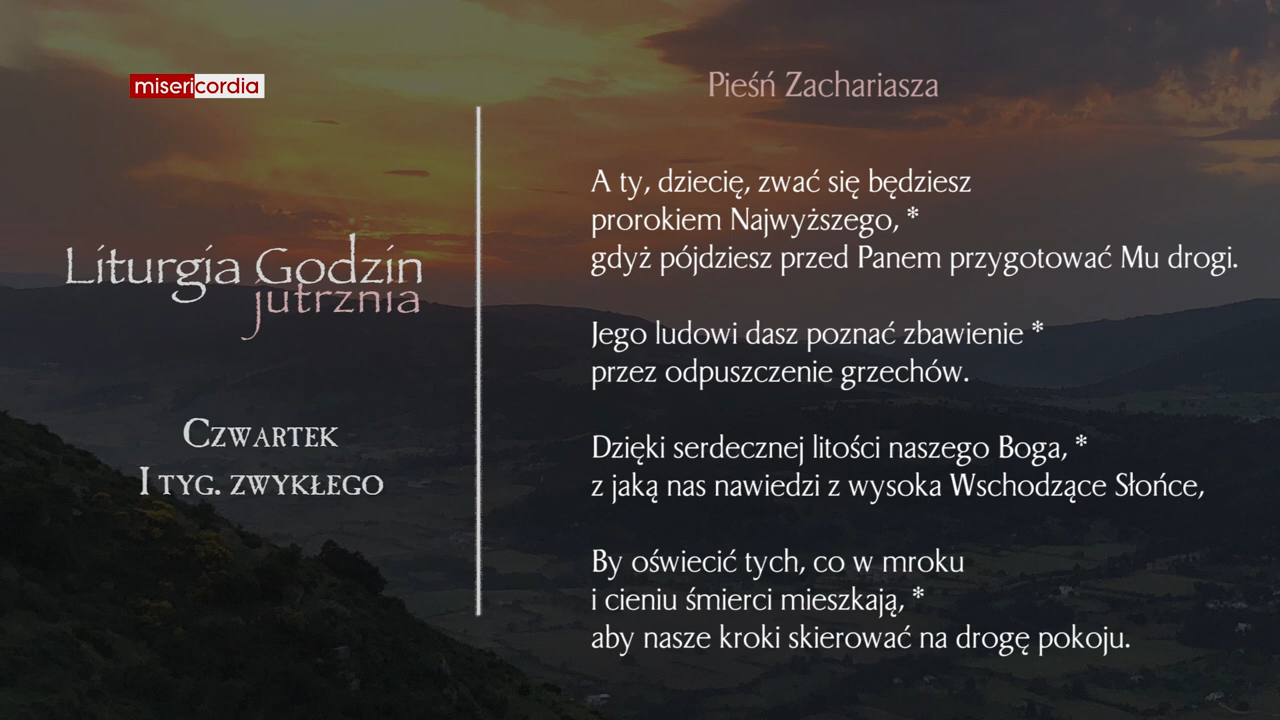 misericordia
Liturgia Godzin
jutrznia
Czwartek
I tyg. zwykłego
Pieśń Zachariasza
A ty, dziecię, zwać się będziesz
prorokiem Najwyższego, *
gdyż pójdziesz przed Panem przygotować Mu drogi.
Jego ludowi dasz poznać zbawienie *
przez odpuszczenie grzechów.
Dzięki serdecznej litości naszego Boga, *
z jaką nas nawiedzi z wysoka Wschodzące Słońce,
By oświecić tych, co w mroku
i cieniu śmierci mieszkają, *
aby nasze kroki skierować na drogę pokoju.